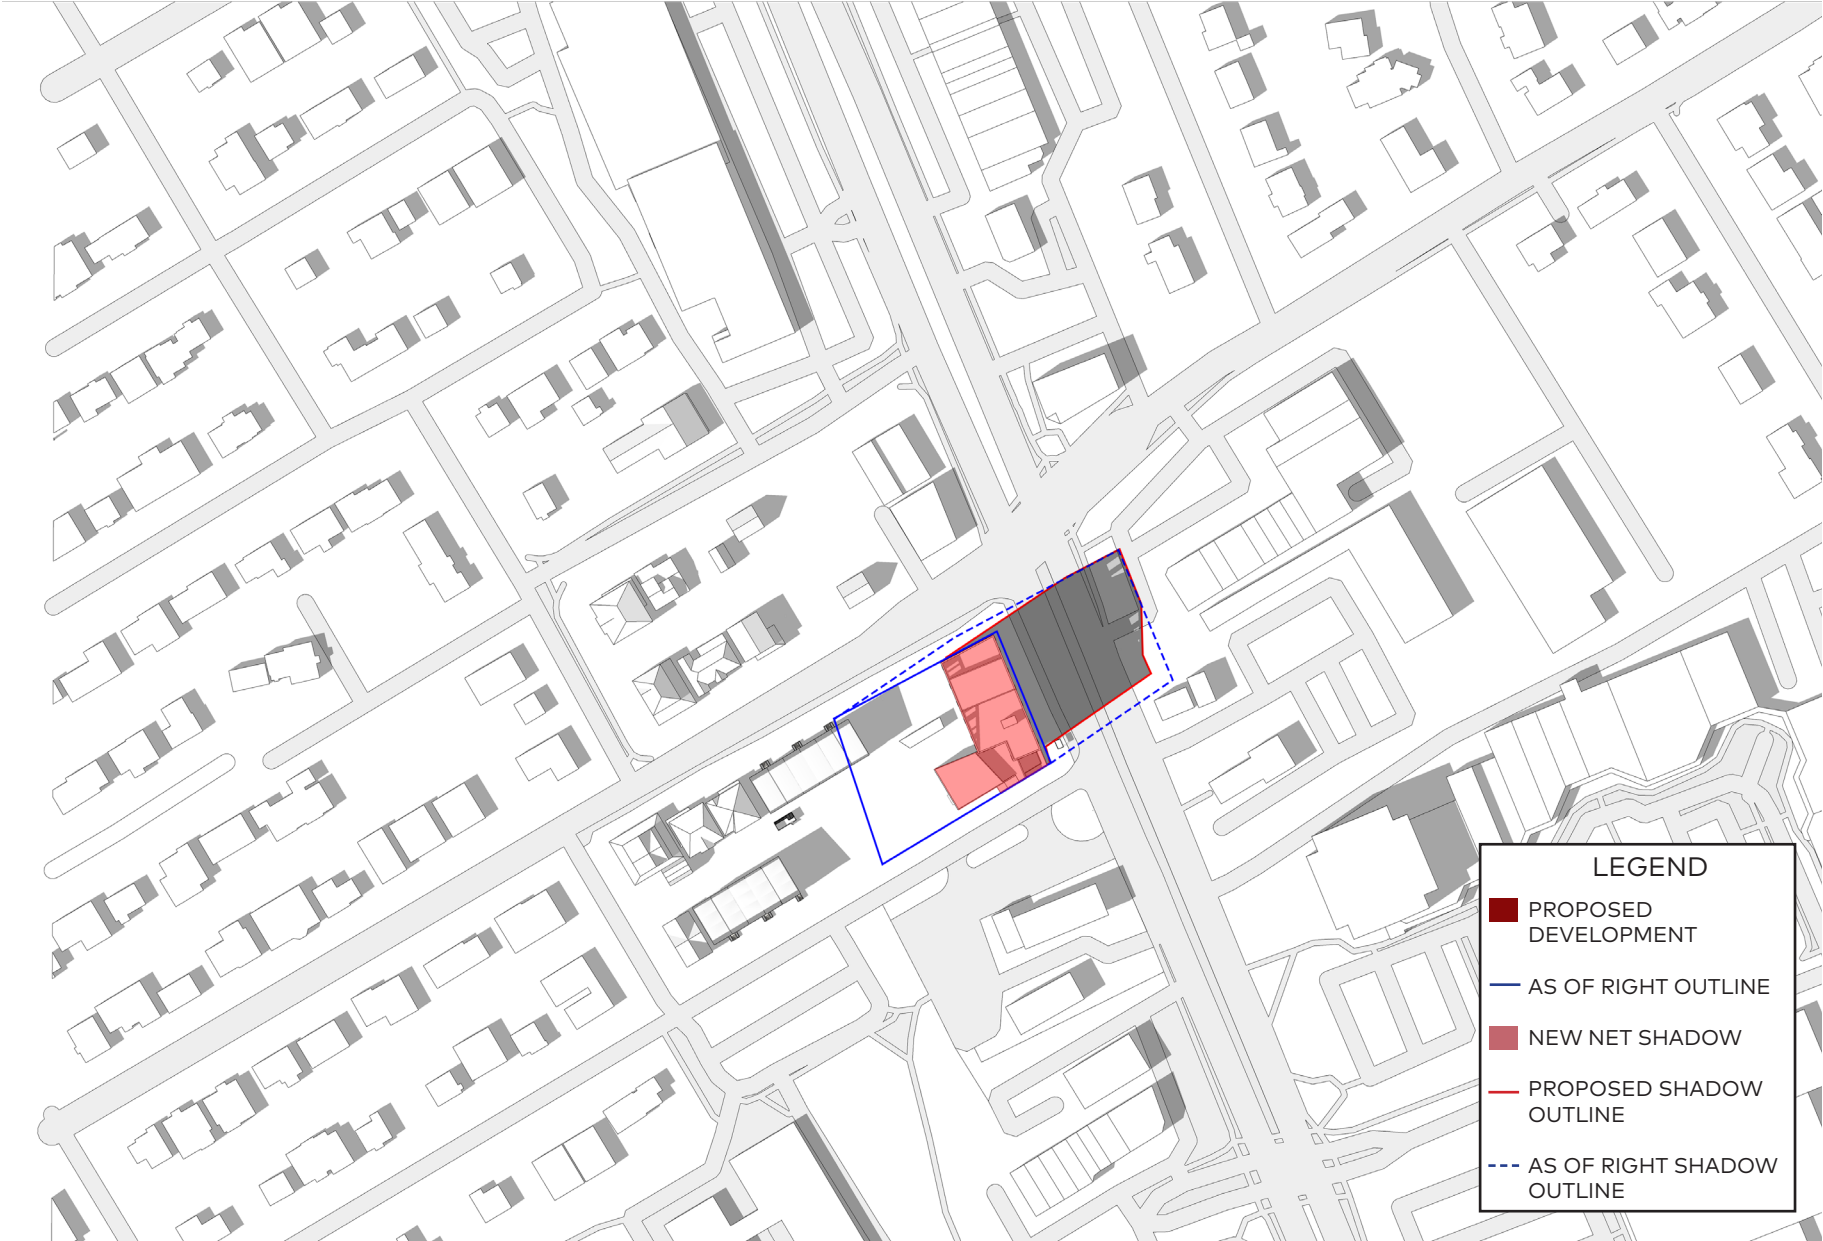 LEGEND
PROPOSED
DEVELOPMENT
AS OF RIGHT OUTLINE
NEW NET SHADOW
PROPOSED SHADOW
OUTLINE
AS OF RIGHT SHADOW
OUTLINE